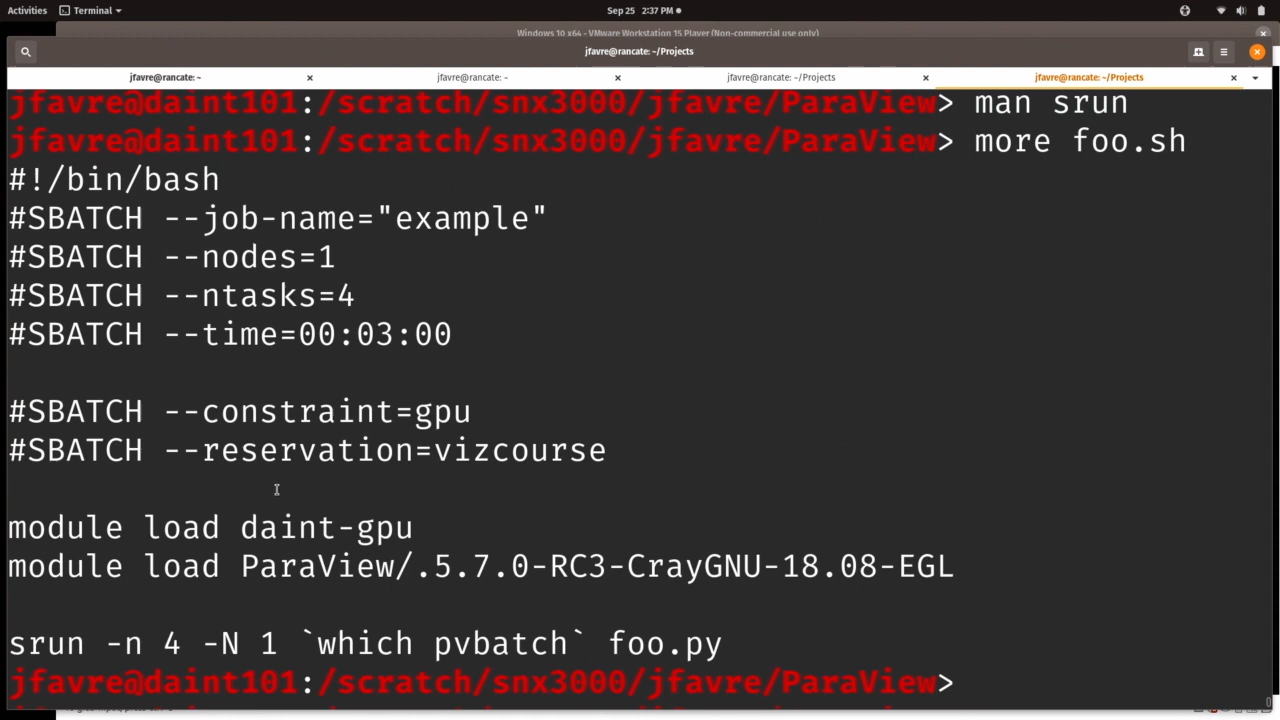 Activities Terminal Sep 25 2:37 PM
Windows 10 x64 - VMware Workstation 15 Player (Non-commercial use only)
jfavre@rancate: ~/Projects
jfavre@rancate: ~ jfavre@rancate: ~ jfavre@rancate: ~/Projects jfavre@rancate: ~/Projects
jfavre@daint101:/scratch/snx3000/jfavre/ParaView> man srun
jfavre@daint101:/scratch/snx3000/jfavre/ParaView> more foo.sh
#!/bin/bash
#SBATCH --job-name="example"
#SBATCH --nodes=1
#SBATCH --ntasks=4
#SBATCH --time=00:03:00
#SBATCH --constraint=gpu
#SBATCH --reservation=vizcourse
module load daint-gpu
module load ParaView/.5.7.0-RC3-CrayGNU-18.08-EGL
srun -n 4 -N 1 `which pvbatch` foo.py
jfavre@daint101:/scratch/snx3000/jfavre/ParaView>